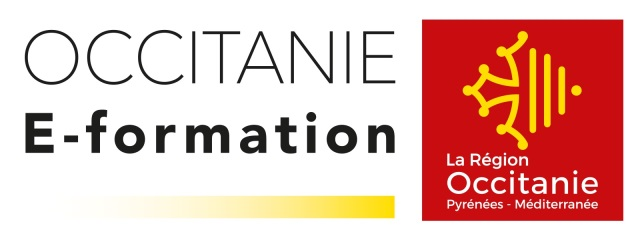 OCCITANIE
E-formation
La Région
Occitanie
Pyrénées - Méditerranée